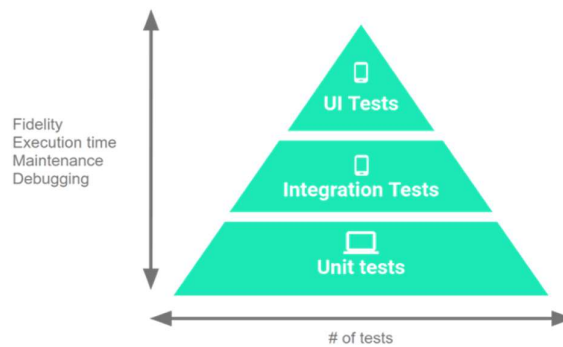 UI Tests
Fidelity
Execution time
Maintenance
Debugging
Integration Tests
Unit tests
# of tests